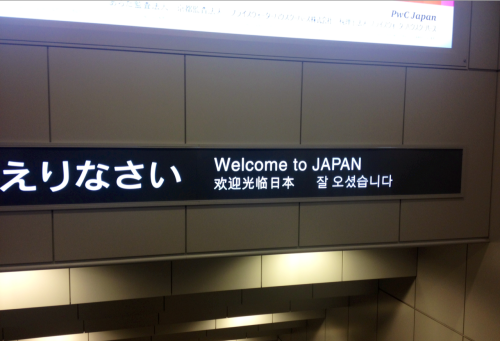 PwC Japan
えりなさい
Welcome to JAPAN
欢迎光临日本 잘 오셨습니다